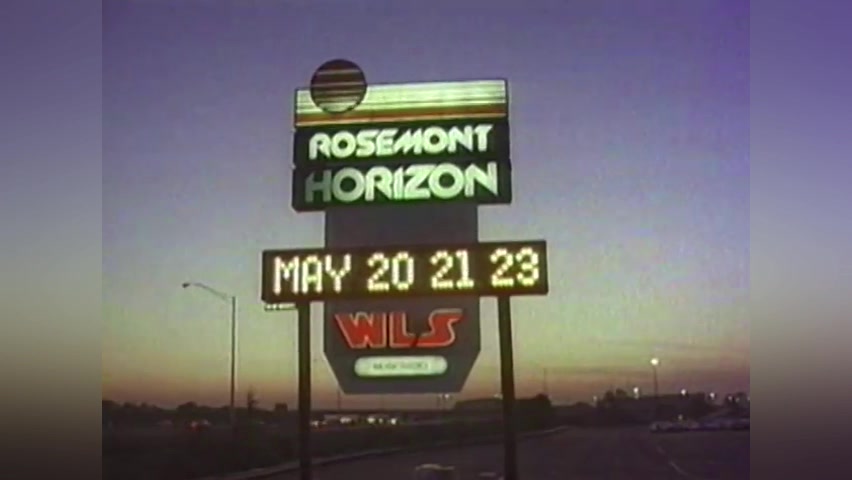 ROSEMONT
HORIZON
MAY 20 21 23
WLS